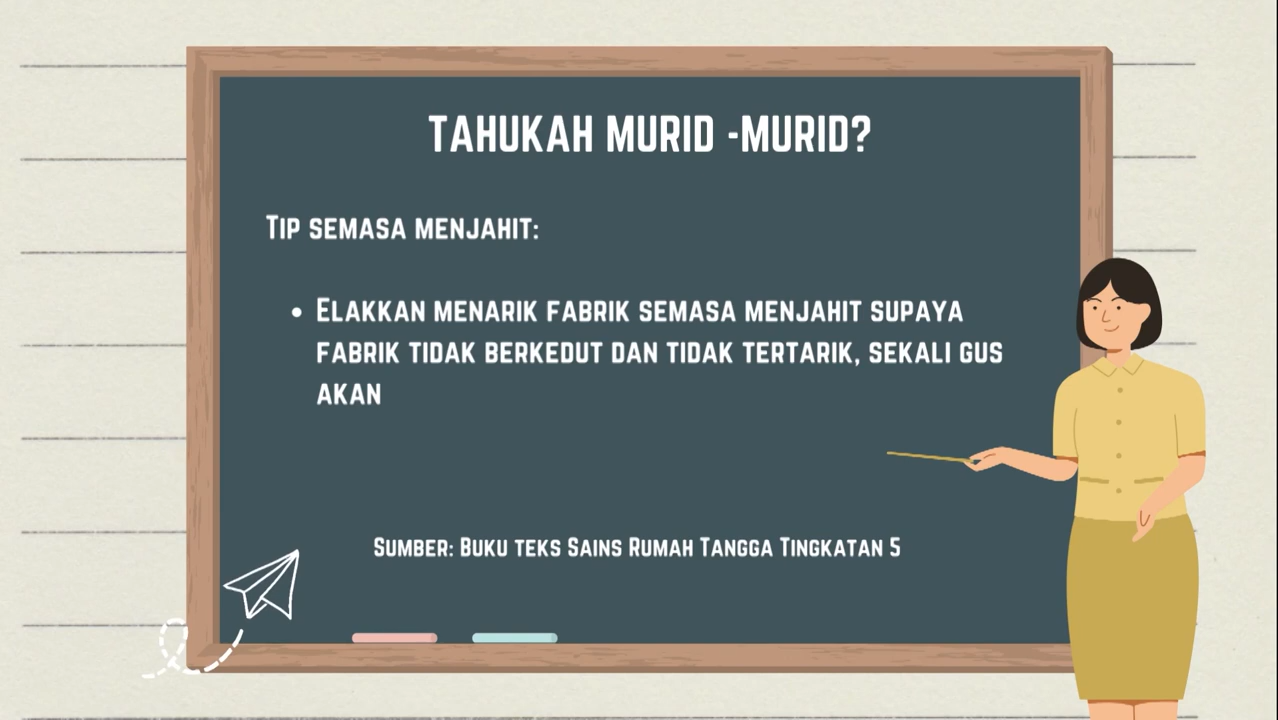 TAHUKAH MURID -MURID?
TIP SEMASA MENJAHIT:
• ELAKKAN MENARIK FABRIK SEMASA MENJAHIT SUPAYA
FABRIK TIDAK BERKEDUT DAN TIDAK TERTARIK, SEKALI GUS
AKAN
SUMBER: BUKU TEKS SAINS RUMAH TANGGA TINGKATAN 5